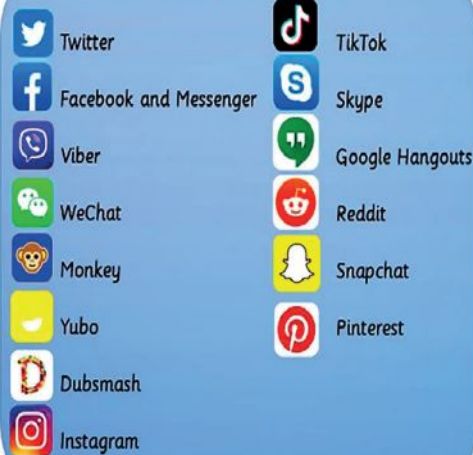 Twitter
Facebook and Messenger
Viber
WeChat
Monkey
Yubo
Dubsmash
Instagram
TikTok
Skype
Google Hangouts
Reddit
Snapchat
Pinterest